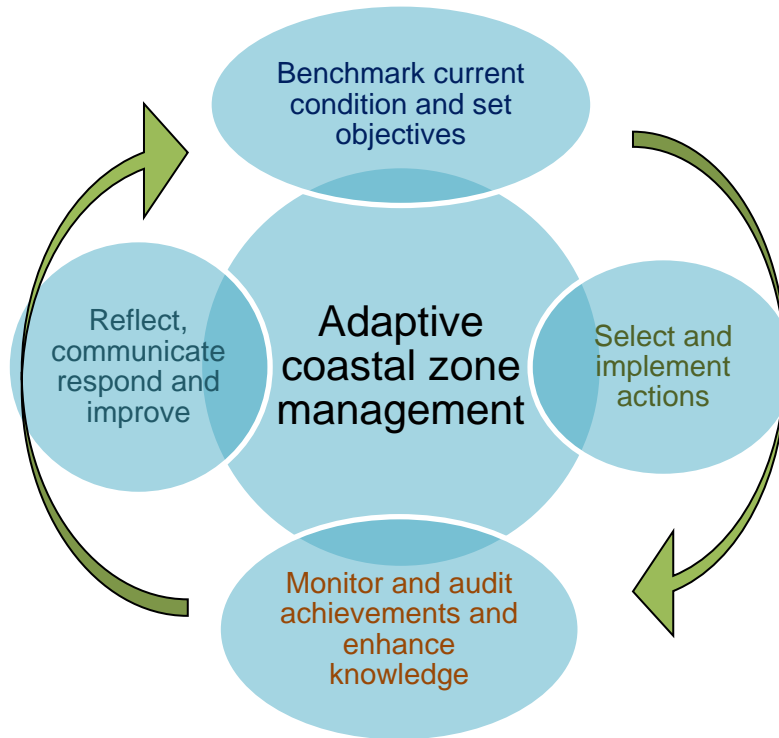 Benchmark current
condition and set
objectives
Adaptive
coastal zone
management
Select and
implement
actions
Monitor and audit
achievements and
enhance
knowledge
Reflect,
communicate
respond and
improve